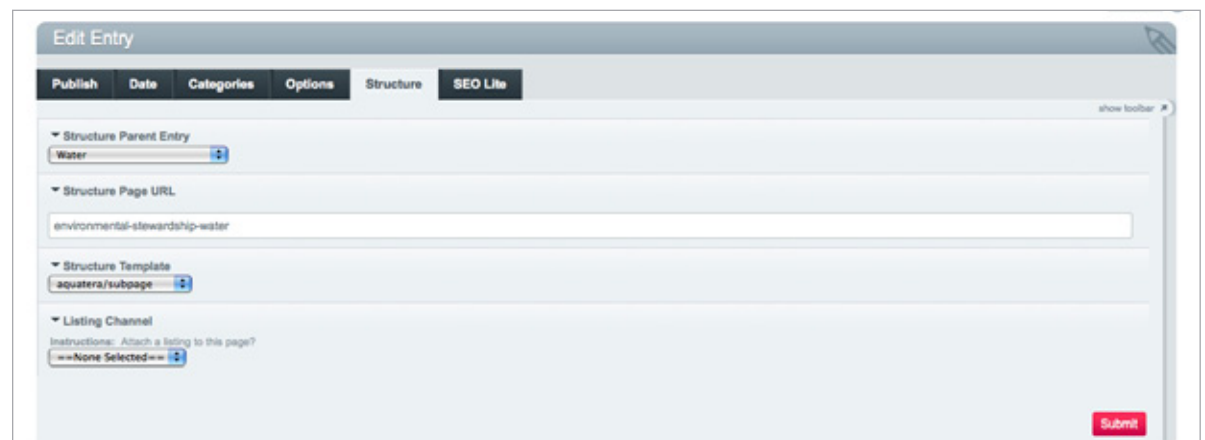 Edit Entry
Publish Date Categories Options Structure SEO Lite
show toolbar
Structure Parent Entry
Water
Structure Page URL
environmental-stewardship-water
Structure Template
aquatera/subpage
Listing Channel
Instructions: Attach a listing to this page?
==None Selected==
Submit